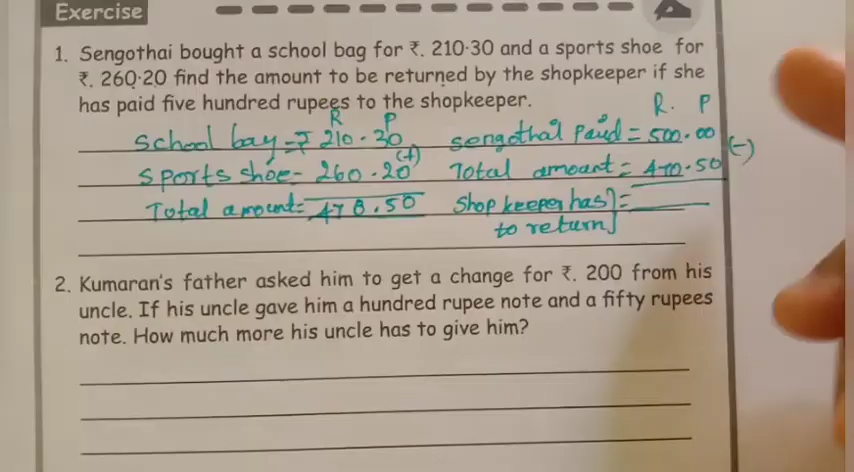 Exercise
1. Sengothai bought a school bag for ₹. 210·30 and a sports shoe for
₹. 260·20 find the amount to be returned by the shopkeeper if she
has paid five hundred rupees to the shopkeeper.
R P R. P
school bay = ₹ 210 · 30 sengothai paid = 500.00
sports shoe - 260 · 20 (+) Total amount = 470.50 (-)
Total amount = 470.50 shop keeper has } =
to return
2. Kumaran's father asked him to get a change for ₹. 200 from his
uncle. If his uncle gave him a hundred rupee note and a fifty rupees
note. How much more his uncle has to give him?